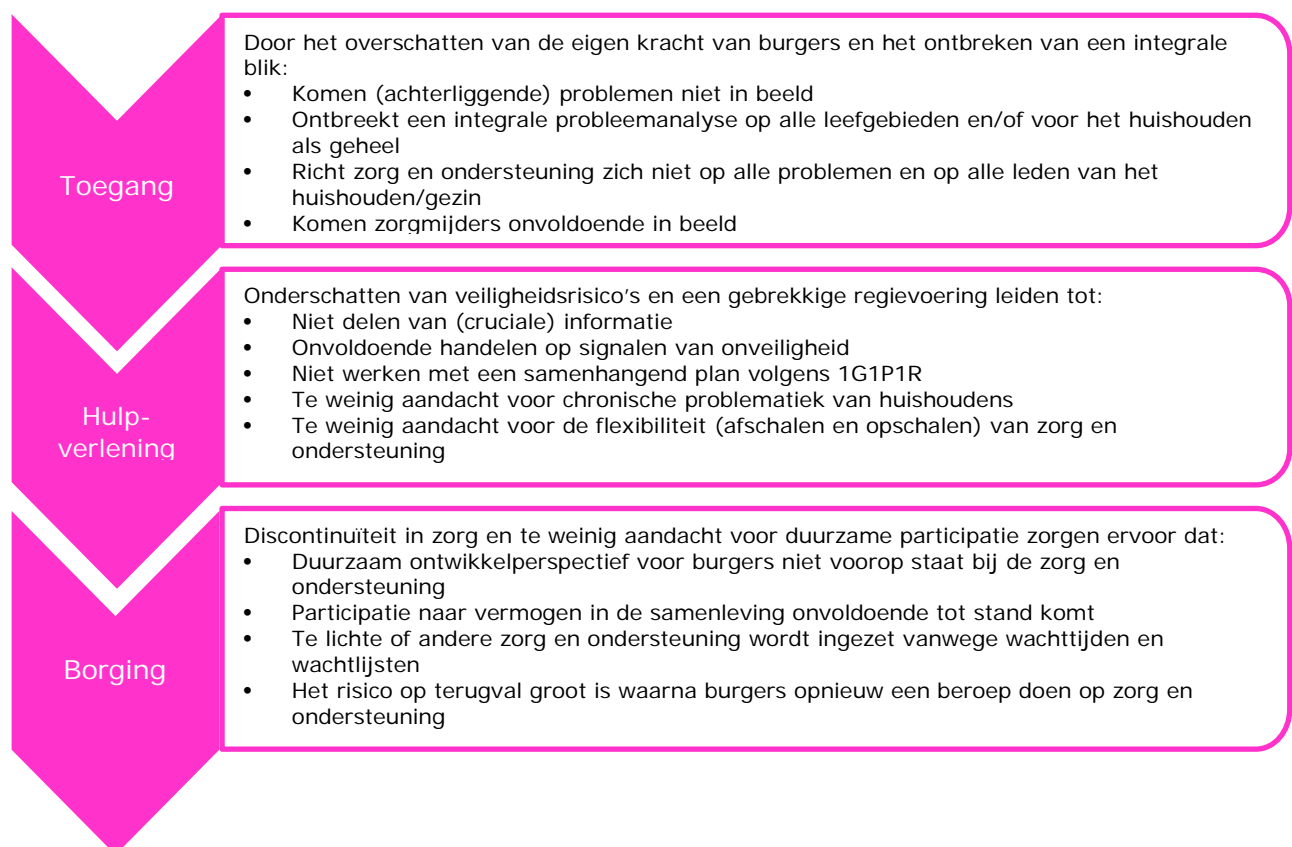 Toegang
Door het overschatten van de eigen kracht van burgers en het ontbreken van een integrale
blik:
• Komen (achterliggende) problemen niet in beeld
• Ontbreekt een integrale probleemanalyse op alle leefgebieden en/of voor het huishouden
als geheel
• Richt zorg en ondersteuning zich niet op alle problemen en op alle leden van het
huishouden/gezin
• Komen zorgmijders onvoldoende in beeld
Hulp-
verlening
Onderschatten van veiligheidsrisico's en een gebrekkige regievoering leiden tot:
• Niet delen van (cruciale) informatie
• Onvoldoende handelen op signalen van onveiligheid
• Niet werken met een samenhangend plan volgens 1G1P1R
• Te weinig aandacht voor chronische problematiek van huishoudens
• Te weinig aandacht voor de flexibiliteit (afschalen en opschalen) van zorg en
ondersteuning
Borging
Discontinuïteit in zorg en te weinig aandacht voor duurzame participatie zorgen ervoor dat:
• Duurzaam ontwikkelperspectief voor burgers niet voorop staat bij de zorg en
ondersteuning
• Participatie naar vermogen in de samenleving onvoldoende tot stand komt
• Te lichte of andere zorg en ondersteuning wordt ingezet vanwege wachttijden en
wachtlijsten
• Het risico op terugval groot is waarna burgers opnieuw een beroep doen op zorg en
ondersteuning